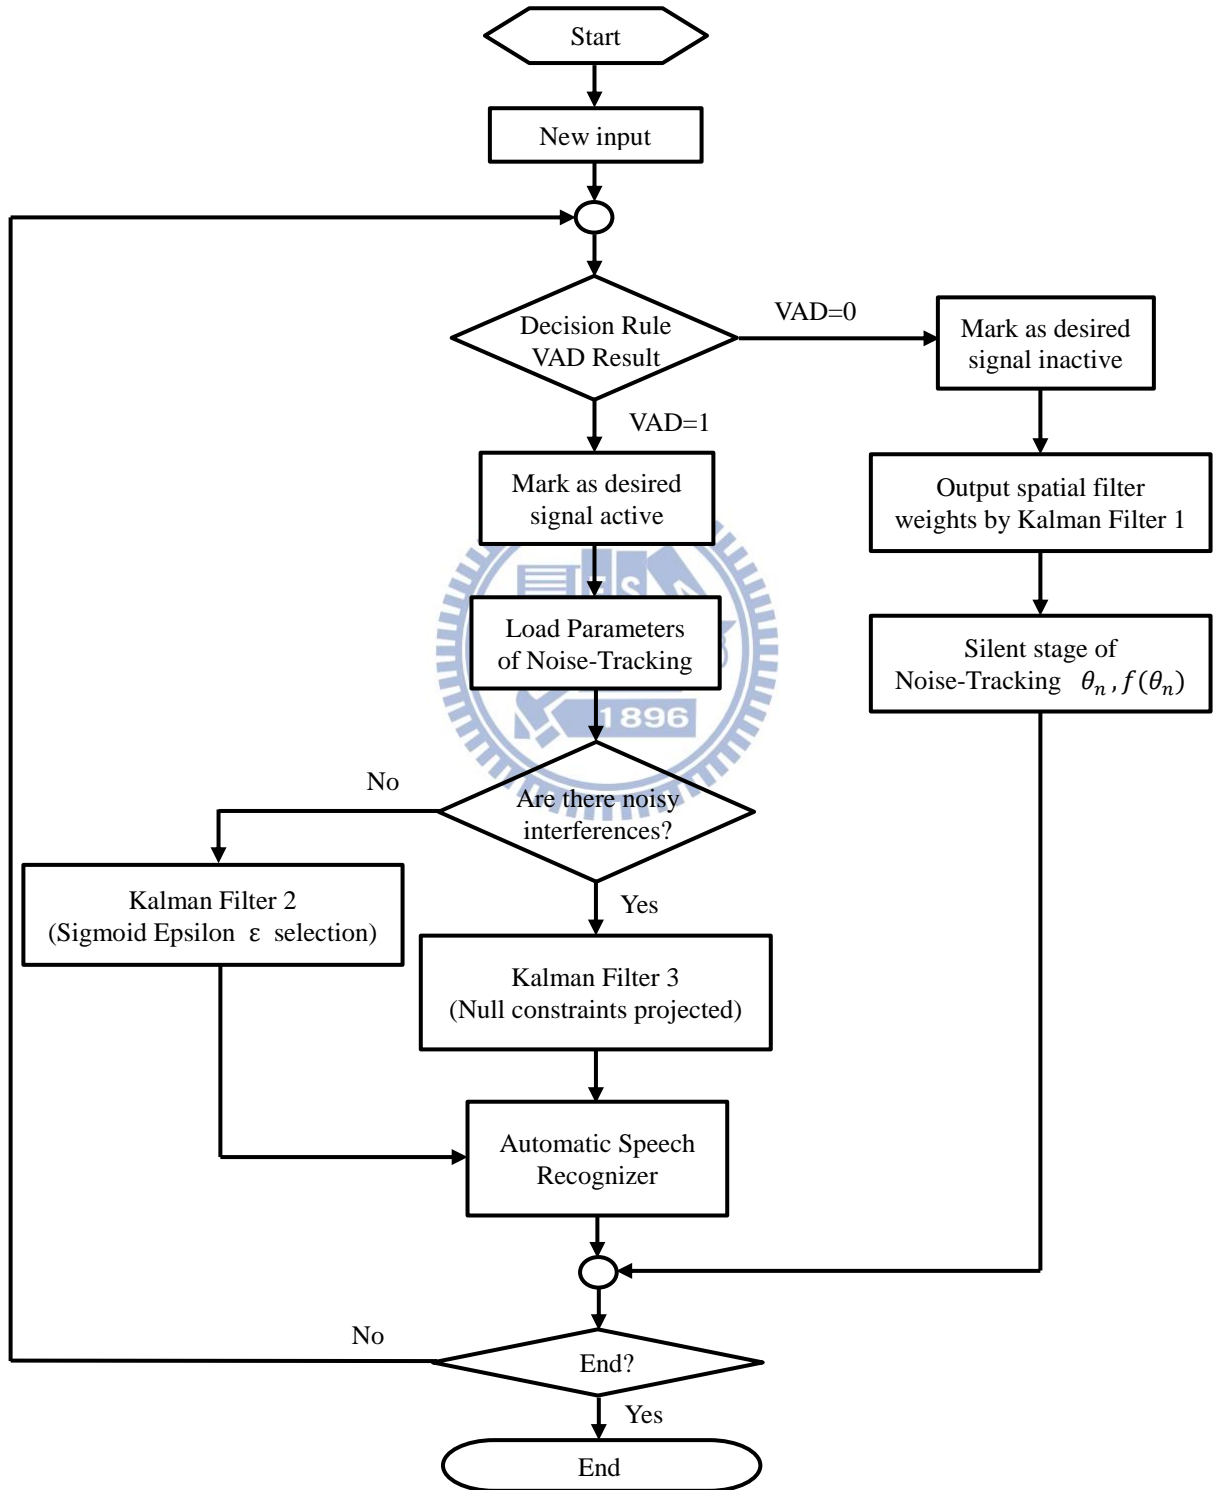 Start
New input
Decision Rule
VAD Result
VAD=0
Mark as desired
signal inactive
VAD=1
Mark as desired
signal active
Output spatial filter
weights by Kalman Filter 1
Load Parameters
of Noise-Tracking
Silent stage of
Noise-Tracking θₙ , f(θₙ)
1896
No
Are there noisy
interferences?
Yes
Kalman Filter 2
(Sigmoid Epsilon ε selection)
Kalman Filter 3
(Null constraints projected)
Automatic Speech
Recognizer
No
End?
Yes
End